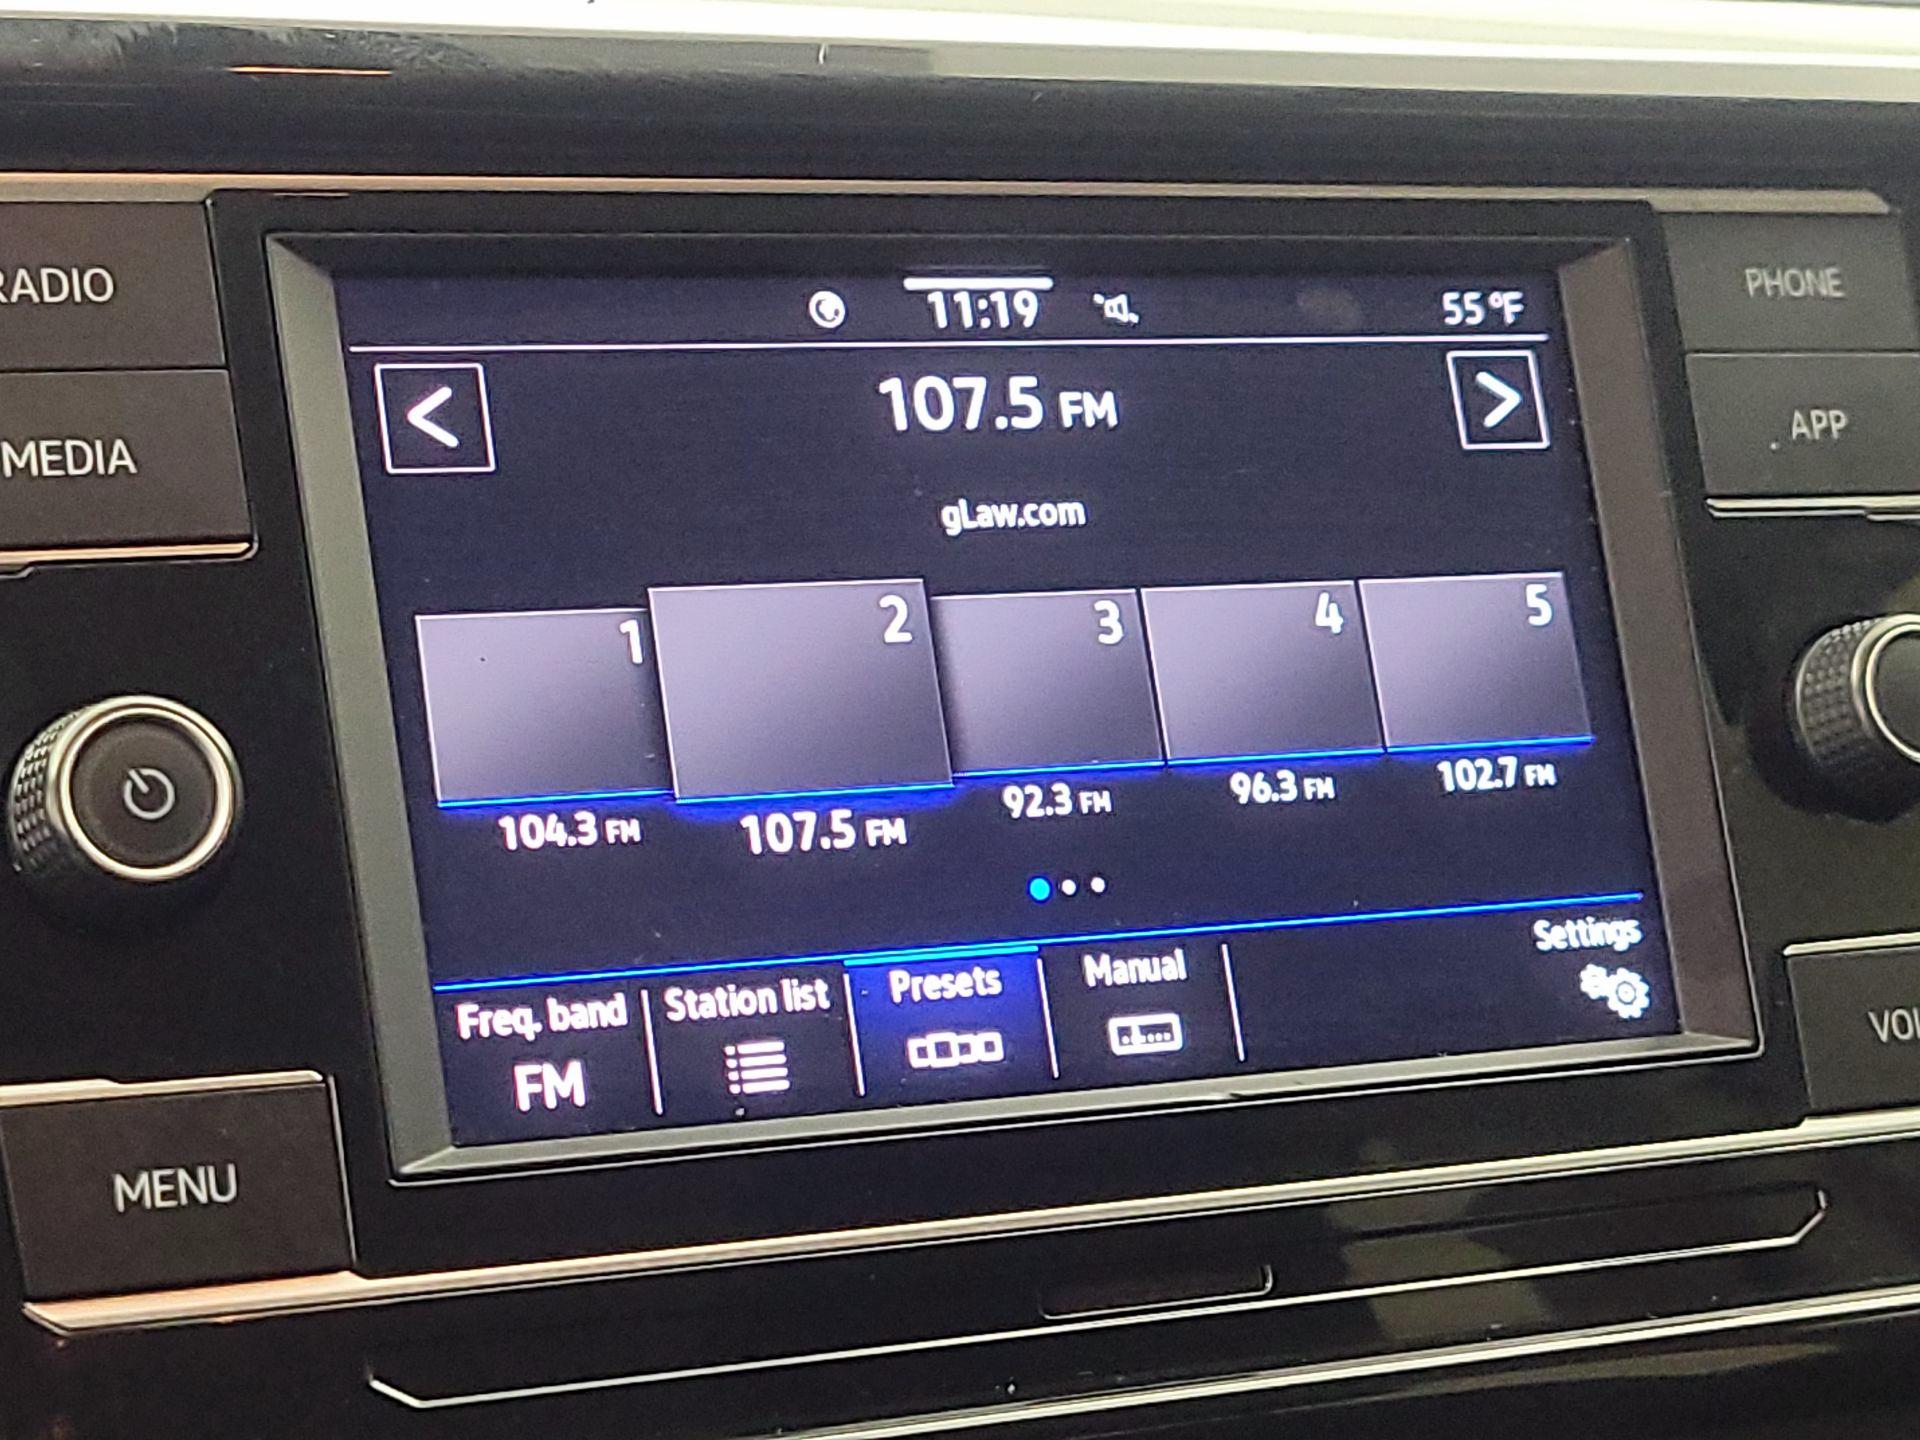 RADIO
MEDIA
MENU
11:19
55°F
107.5 FM
gLaw.com
1
2
3
4
5
104.3 FM
107.5 FM
92.3 FM
96.3 FM
102.7 FM
Freq. band
FM
Station list
Presets
Manual
Settings
PHONE
APP
VOI